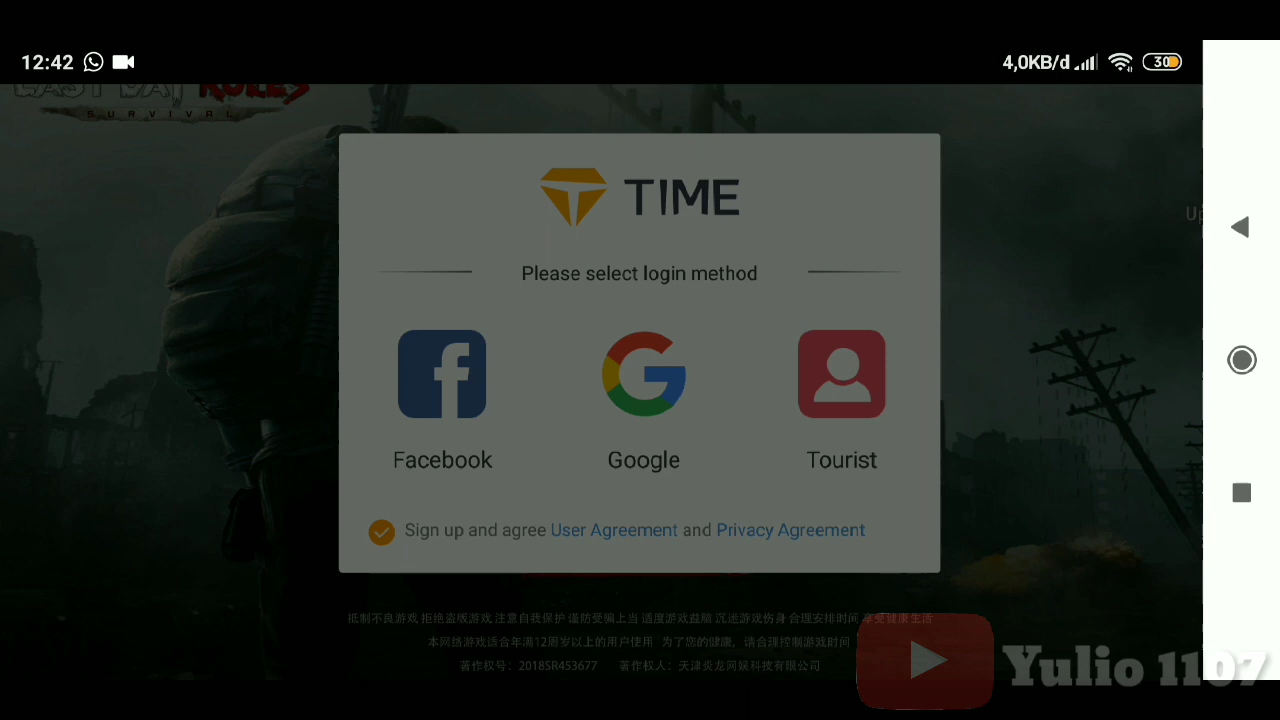 12:42
4,0KB/d
30
LAST DAY RULES
SURVIVAL
TIME
Please select login method
Facebook
Google
Tourist
Sign up and agree User Agreement and Privacy Agreement
抵制不良游戏 拒绝盗版游戏 注意自我保护 谨防受骗上当 适度游戏益脑 沉迷游戏伤身 合理安排时间 享受健康生活
本网络游戏适合年满12周岁以上的用户使用 为了您的健康，请合理控制游戏时间
著作权号：2018SR453677 著作权人：天津炎龙网娱科技有限公司
Yulio 1107